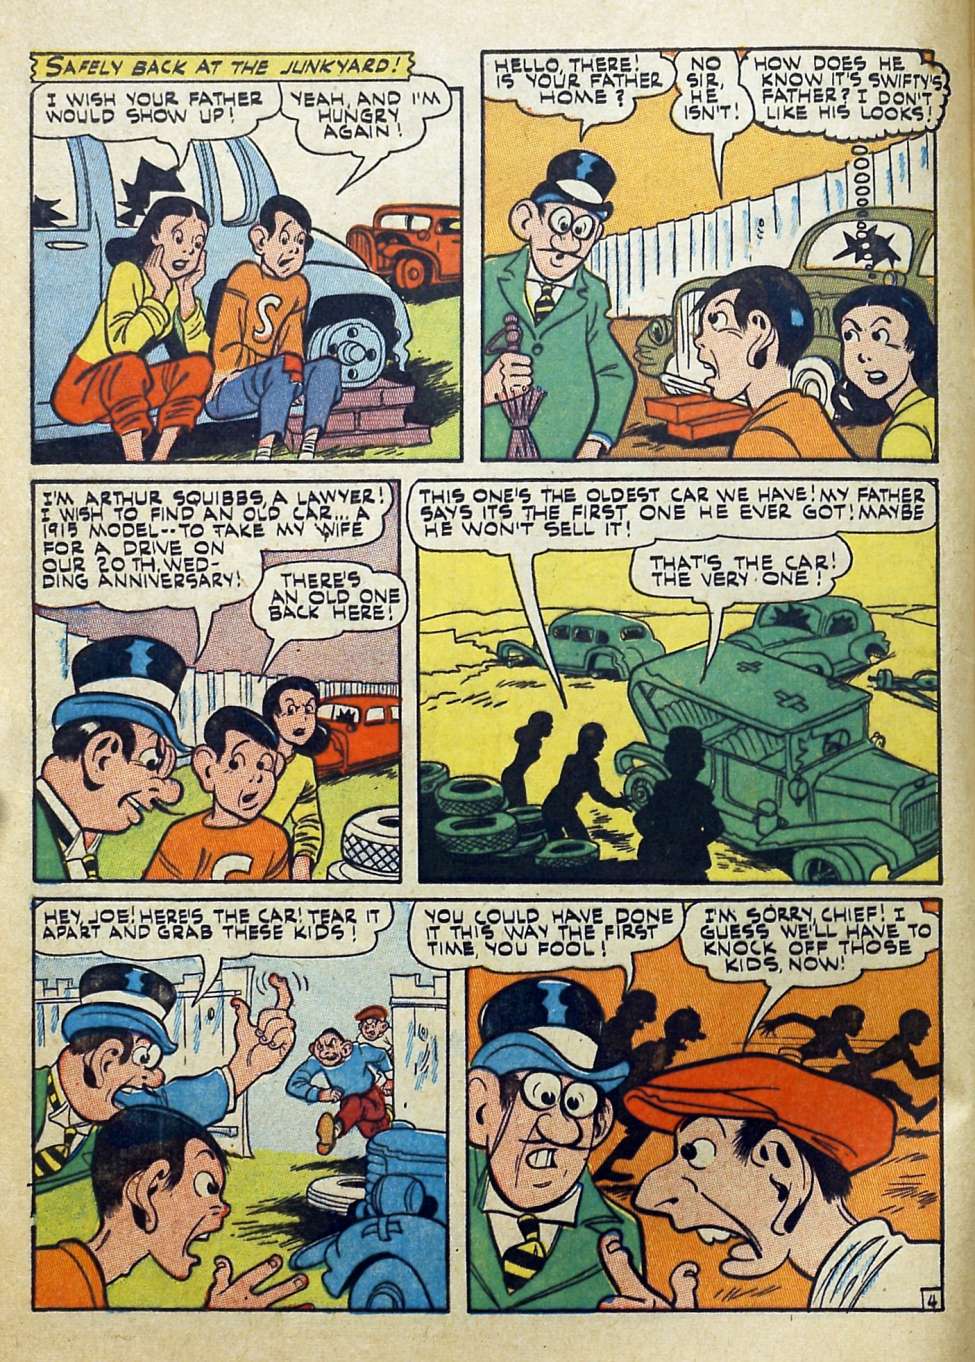 SAFELY BACK AT THE JUNKYARD!
I WISH YOUR FATHER
WOULD SHOW UP!
YEAH, AND I'M
HUNGRY
AGAIN!
S
HELLO, THERE!
IS YOUR FATHER
HOME?
NO
SIR,
HE
ISN'T!
HOW DOES HE
KNOW IT'S SWIFTY'S
FATHER? I DON'T
LIKE HIS LOOKS!
I'M ARTHUR SQUIBBS, A LAWYER!
I WISH TO FIND AN OLD CAR... A
1915 MODEL--TO TAKE MY WIFE
FOR A DRIVE ON
OUR 20TH. WED-
DING ANNIVERSARY!
THERE'S
AN OLD ONE
BACK HERE!
S
THIS ONE'S THE OLDEST CAR WE HAVE! MY FATHER
SAYS ITS THE FIRST ONE HE EVER GOT! MAYBE
HE WON'T SELL IT!
THAT'S THE CAR!
THE VERY ONE!
HEY, JOE! HERE'S THE CAR! TEAR IT
APART AND GRAB THESE KIDS!
YOU COULD HAVE DONE
IT THIS WAY THE FIRST
TIME, YOU FOOL!
I'M SORRY, CHIEF! I
GUESS WE'LL HAVE TO
KNOCK OFF THOSE
KIDS, NOW!
4